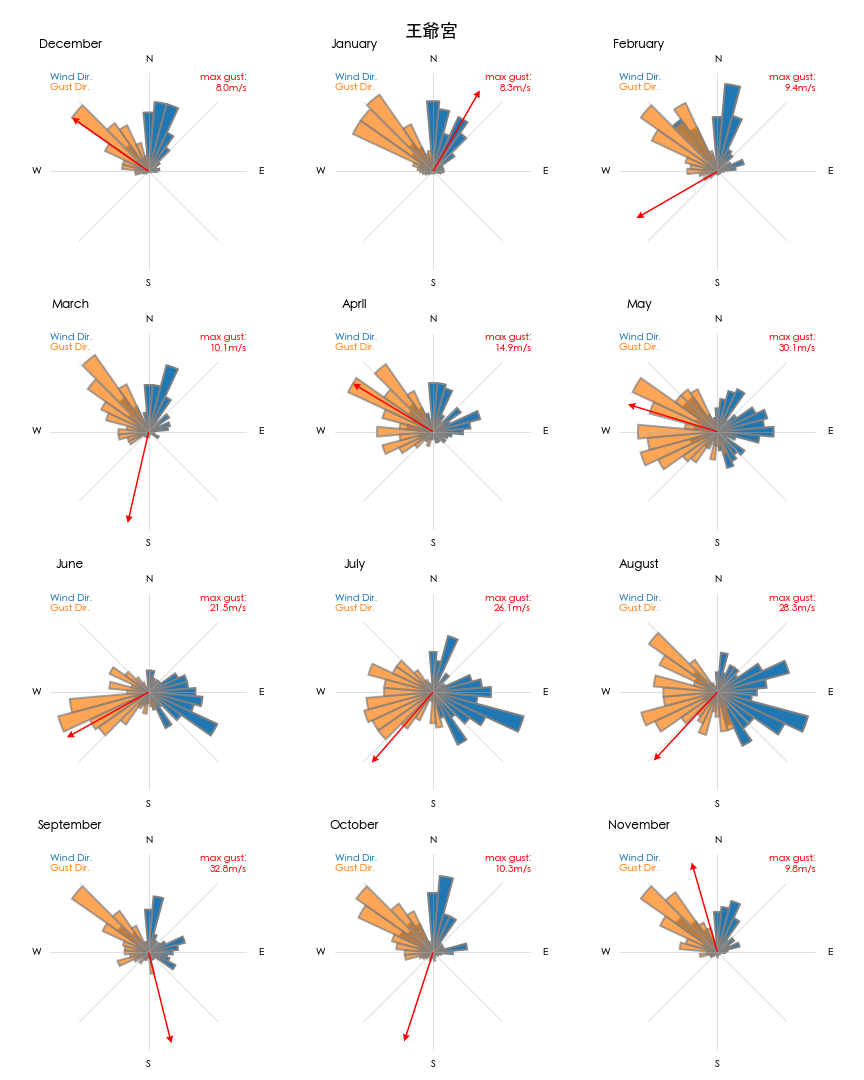 王爺宮
December
January
February
N
N
N
Wind Dir.
Gust Dir.
max gust:
8.0m/s
Wind Dir.
Gust Dir.
max gust:
8.3m/s
Wind Dir.
Gust Dir.
max gust:
9.4m/s
W
E
W
E
W
E
S
S
S
March
April
May
N
N
N
Wind Dir.
Gust Dir.
max gust:
10.1m/s
Wind Dir.
Gust Dir.
max gust:
14.9m/s
Wind Dir.
Gust Dir.
max gust:
30.1m/s
W
E
W
E
W
E
S
S
S
June
July
August
N
N
N
Wind Dir.
Gust Dir.
max gust:
21.5m/s
Wind Dir.
Gust Dir.
max gust:
26.1m/s
Wind Dir.
Gust Dir.
max gust:
28.3m/s
W
E
W
E
W
E
S
S
S
September
October
November
N
N
N
Wind Dir.
Gust Dir.
max gust:
32.8m/s
Wind Dir.
Gust Dir.
max gust:
10.3m/s
Wind Dir.
Gust Dir.
max gust:
9.8m/s
W
E
W
E
W
E
S
S
S